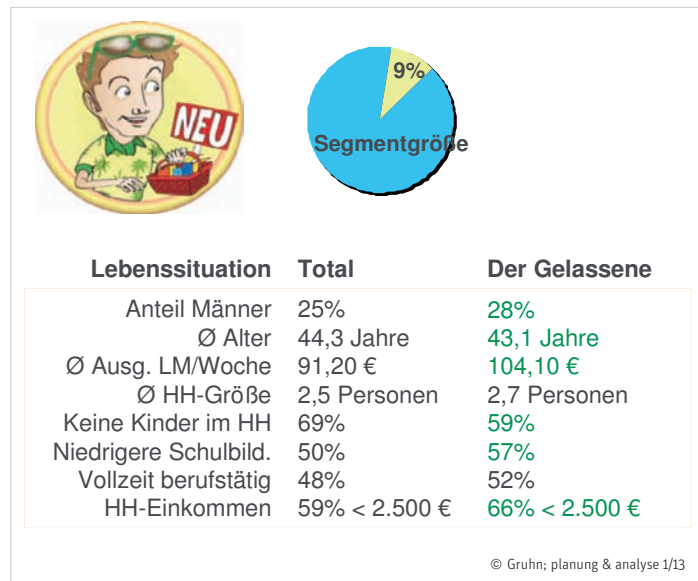 NEU
9%
Segmentgröße
Lebenssituation Total Der Gelassene
Anteil Männer 25% 28%
Ø Alter 44,3 Jahre 43,1 Jahre
Ø Ausg. LM/Woche 91,20 € 104,10 €
Ø HH-Größe 2,5 Personen 2,7 Personen
Keine Kinder im HH 69% 59%
Niedrigere Schulbild. 50% 57%
Vollzeit berufstätig 48% 52%
HH-Einkommen 59% < 2.500 € 66% < 2.500 €
© Gruhn; planung & analyse 1/13